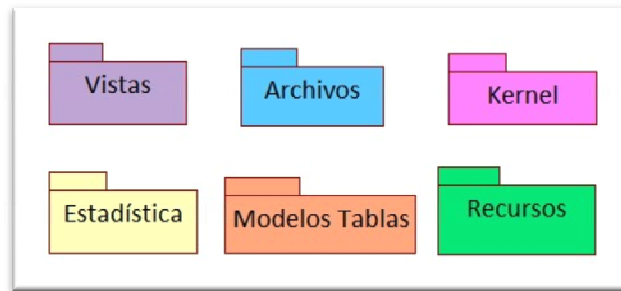 Vistas
Archivos
Kernel
Estadística
Modelos Tablas
Recursos